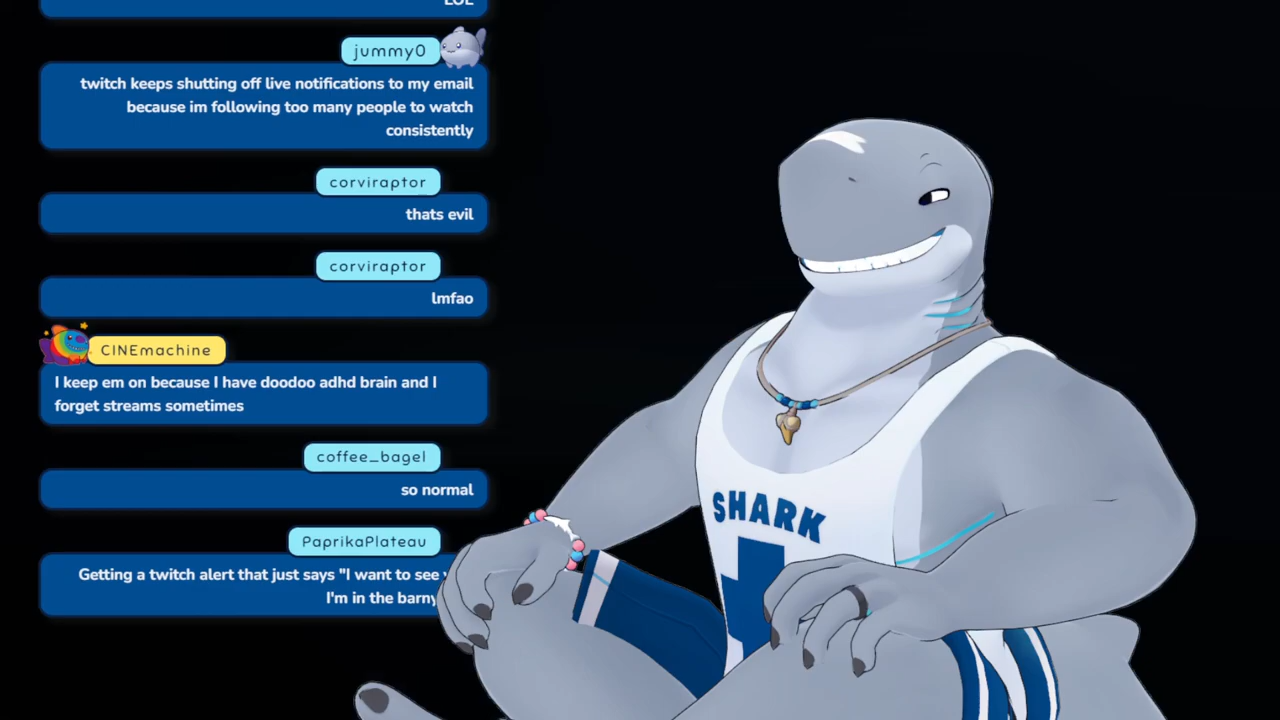 LOL
jummy0
twitch keeps shutting off live notifications to my email
because im following too many people to watch
consistently
corviraptor
thats evil
corviraptor
lmfao
CINEmachine
I keep em on because I have doodoo adhd brain and I
forget streams sometimes
coffee_bagel
so normal
PaprikaPlateau
Getting a twitch alert that just says "I want to see
I'm in the barny
SHARK